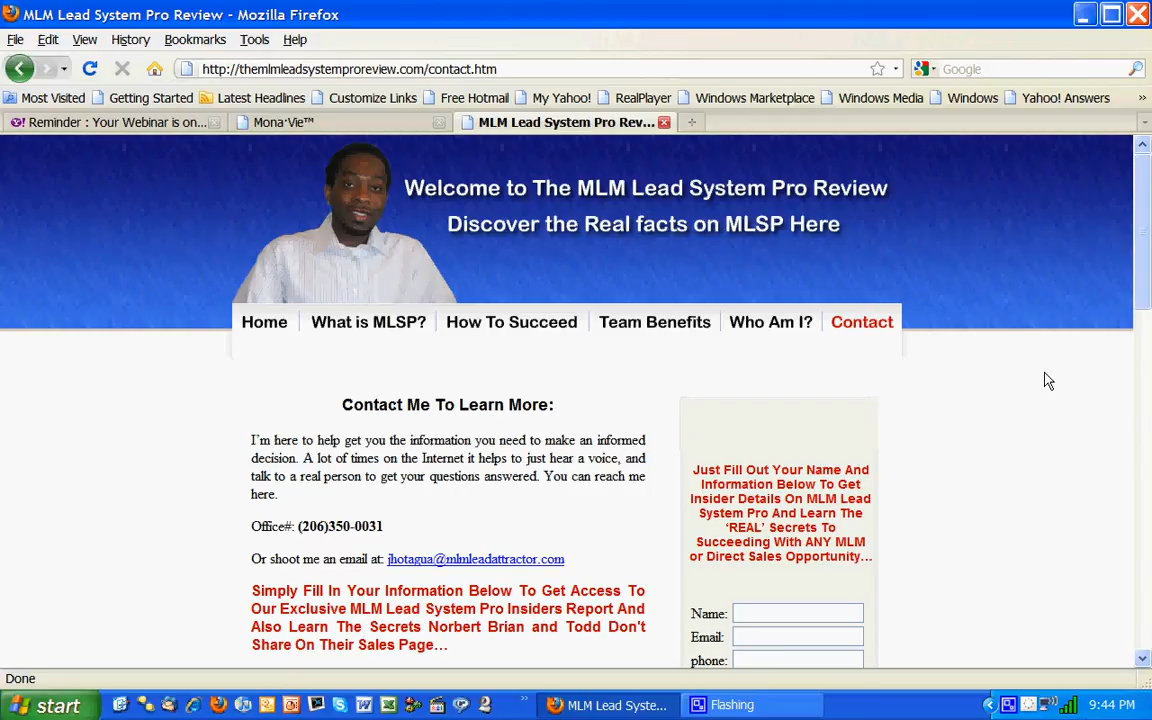 MLM Lead System Pro Review - Mozilla Firefox
File Edit View History Bookmarks Tools Help
http://themlmleadsystemproreview.com/contact.htm
Google
Most Visited Getting Started Latest Headlines Customize Links Free Hotmail My Yahoo! RealPlayer Windows Marketplace Windows Media Windows Yahoo! Answers »
Y! Reminder : Your Webinar is on... Mona·Vie™ MLM Lead System Pro Rev...
Welcome to The MLM Lead System Pro Review
Discover the Real facts on MLSP Here
Home What is MLSP? How To Succeed Team Benefits Who Am I? Contact
Contact Me To Learn More:
I'm here to help get you the information you need to make an informed
decision. A lot of times on the Internet it helps to just hear a voice, and
talk to a real person to get your questions answered. You can reach me
here.
Office#: (206)350-0031
Or shoot me an email at: jhotagua@mlmleadattractor.com
Simply Fill In Your Information Below To Get Access To
Our Exclusive MLM Lead System Pro Insiders Report And
Also Learn The Secrets Norbert Brian and Todd Don't
Share On Their Sales Page...
Just Fill Out Your Name And
Information Below To Get
Insider Details On MLM Lead
System Pro And Learn The
‘REAL’ Secrets To
Succeeding With ANY MLM
or Direct Sales Opportunity...
Name:
Email:
phone:
Done
start MLM Lead Syste... Flashing 9:44 PM